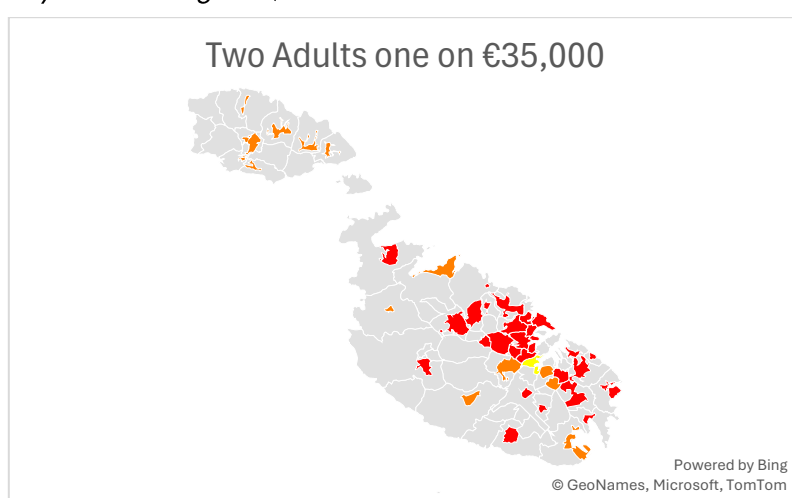 Two Adults one on €35,000
Powered by Bing
© GeoNames, Microsoft, TomTom